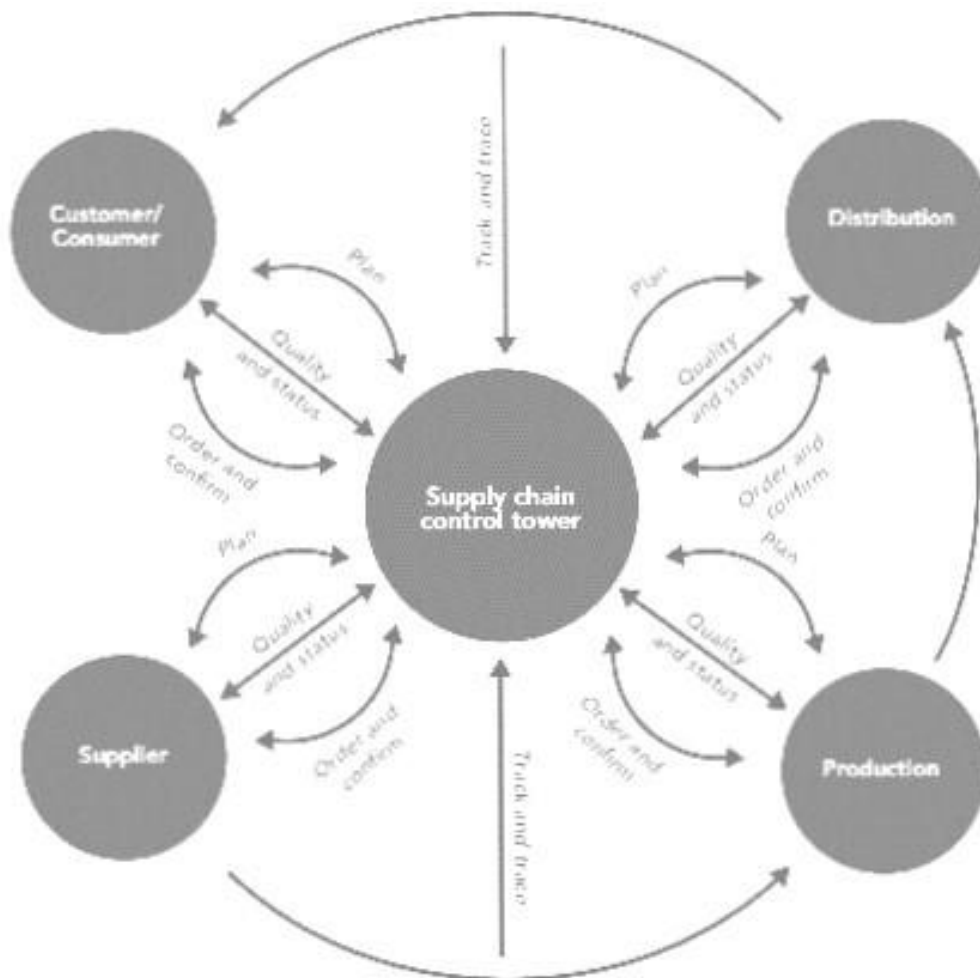 Track and trace
Customer/
Consumer
Distribution
Plan
Plan
Quality
and status
Quality
and status
Order and
confirm
Order and
confirm
Supply chain
control tower
Plan
Plan
Quality
and status
Quality
and status
Supplier
Order and
confirm
Order and
confirm
Production
Track and trace